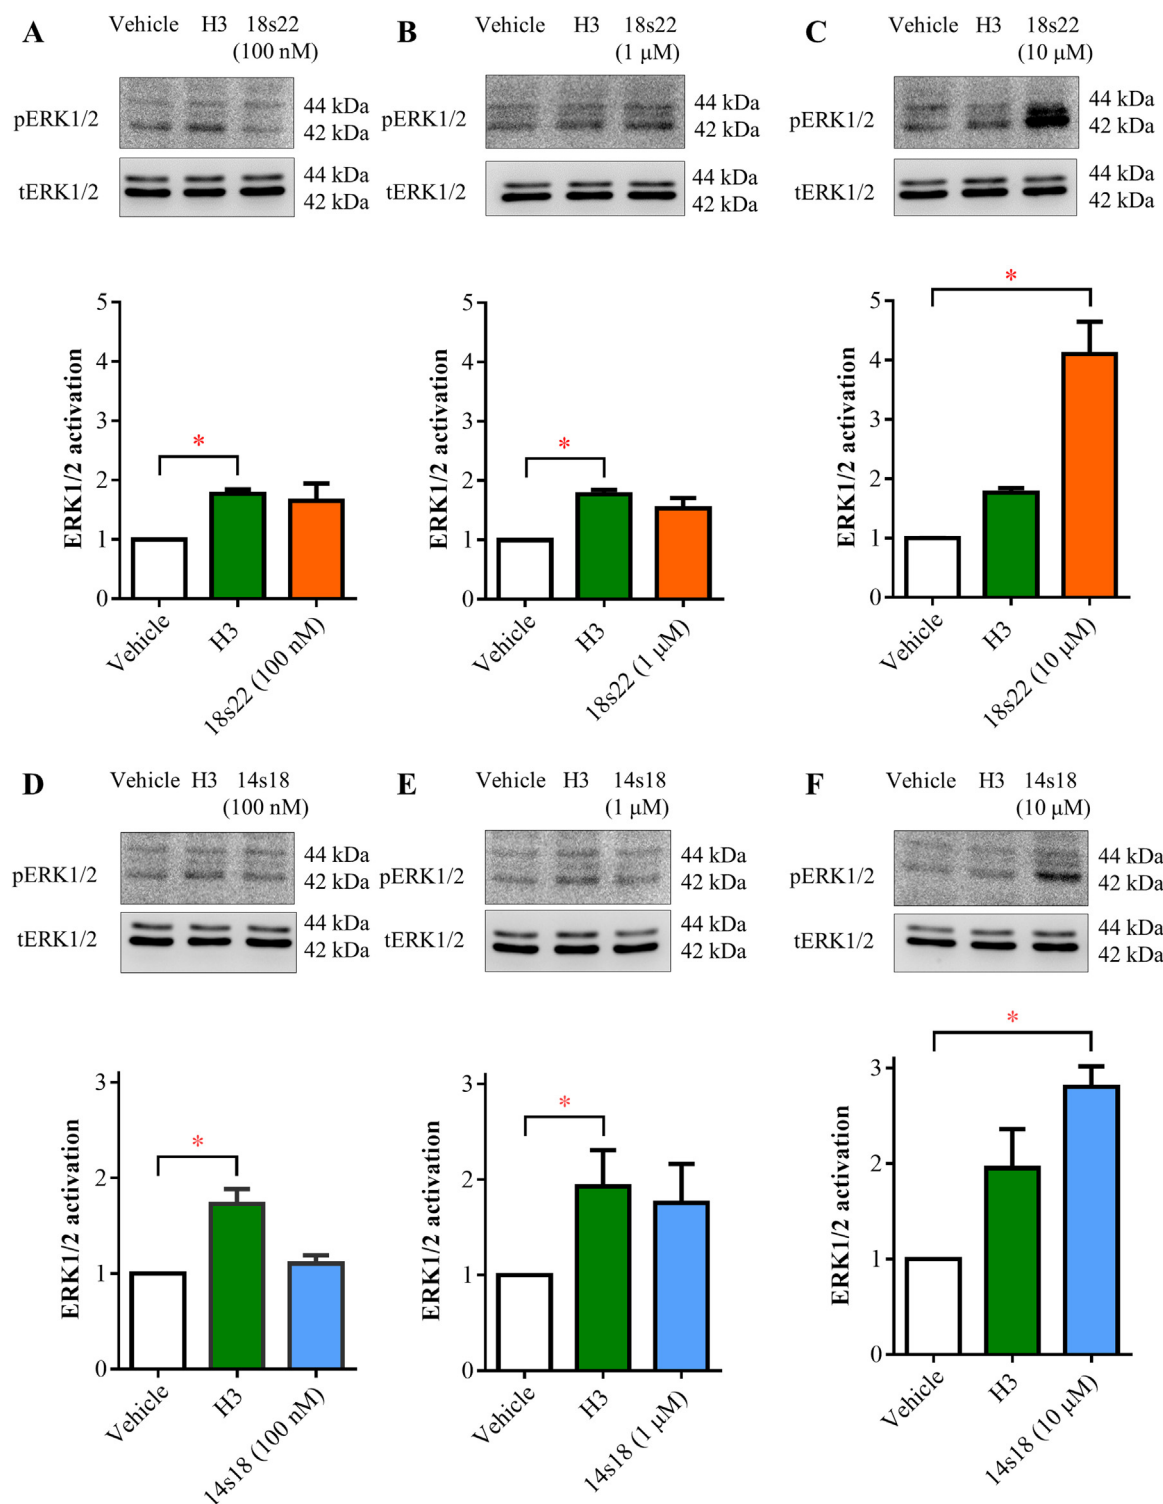 A
Vehicle H3 18s22
(100 nM)
pERK1/2
44 kDa
42 kDa
tERK1/2
44 kDa
42 kDa
ERK1/2 activation
5
4
3
2
1
0
*
Vehicle
H3
18s22 (100 nM)
B
Vehicle H3 18s22
(1 μM)
pERK1/2
44 kDa
42 kDa
tERK1/2
44 kDa
42 kDa
ERK1/2 activation
5
4
3
2
1
0
*
Vehicle
H3
18s22 (1 μM)
C
Vehicle H3 18s22
(10 μM)
pERK1/2
44 kDa
42 kDa
tERK1/2
44 kDa
42 kDa
ERK1/2 activation
5
4
3
2
1
0
*
Vehicle
H3
18s22 (10 μM)
D
Vehicle H3 14s18
(100 nM)
pERK1/2
44 kDa
42 kDa
tERK1/2
44 kDa
42 kDa
ERK1/2 activation
3
2
1
0
*
Vehicle
H3
14s18 (100 nM)
E
Vehicle H3 14s18
(1 μM)
pERK1/2
44 kDa
42 kDa
tERK1/2
44 kDa
42 kDa
ERK1/2 activation
3
2
1
0
*
Vehicle
H3
14s18 (1 μM)
F
Vehicle H3 14s18
(10 μM)
pERK1/2
44 kDa
42 kDa
tERK1/2
44 kDa
42 kDa
ERK1/2 activation
3
2
1
0
*
Vehicle
H3
14s18 (10 μM)